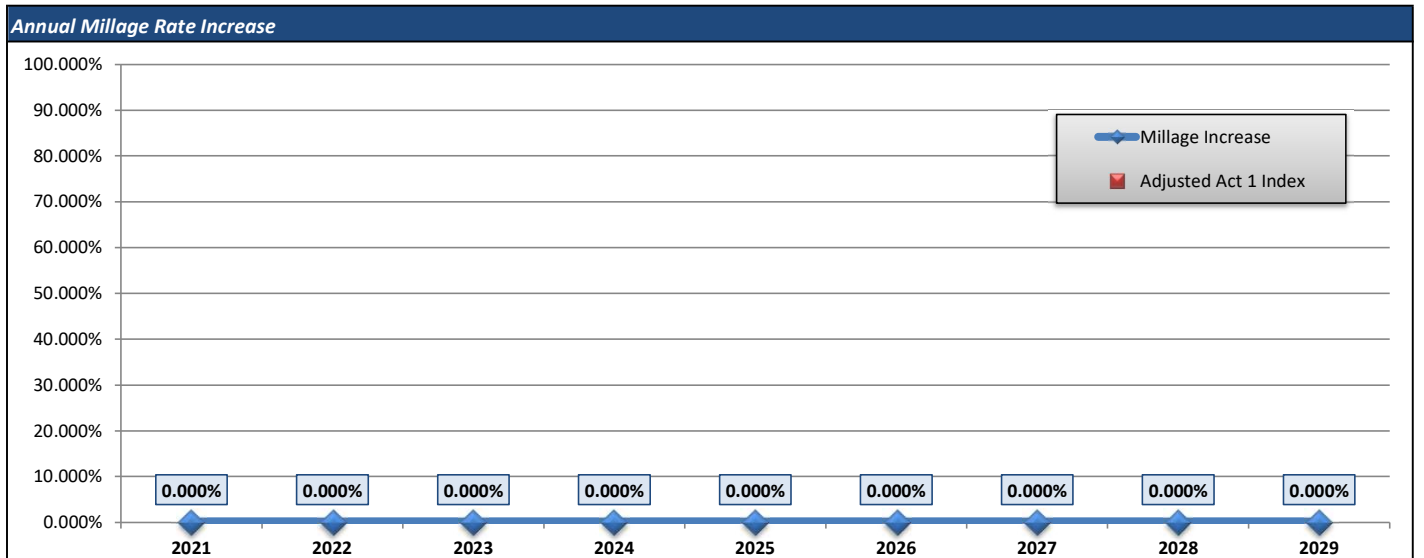 Annual Millage Rate Increase
100.000%
90.000%
80.000%
70.000%
60.000%
50.000%
40.000%
30.000%
20.000%
10.000%
0.000%
Millage Increase
Adjusted Act 1 Index
0.000% 0.000% 0.000% 0.000% 0.000% 0.000% 0.000% 0.000% 0.000%
2021 2022 2023 2024 2025 2026 2027 2028 2029